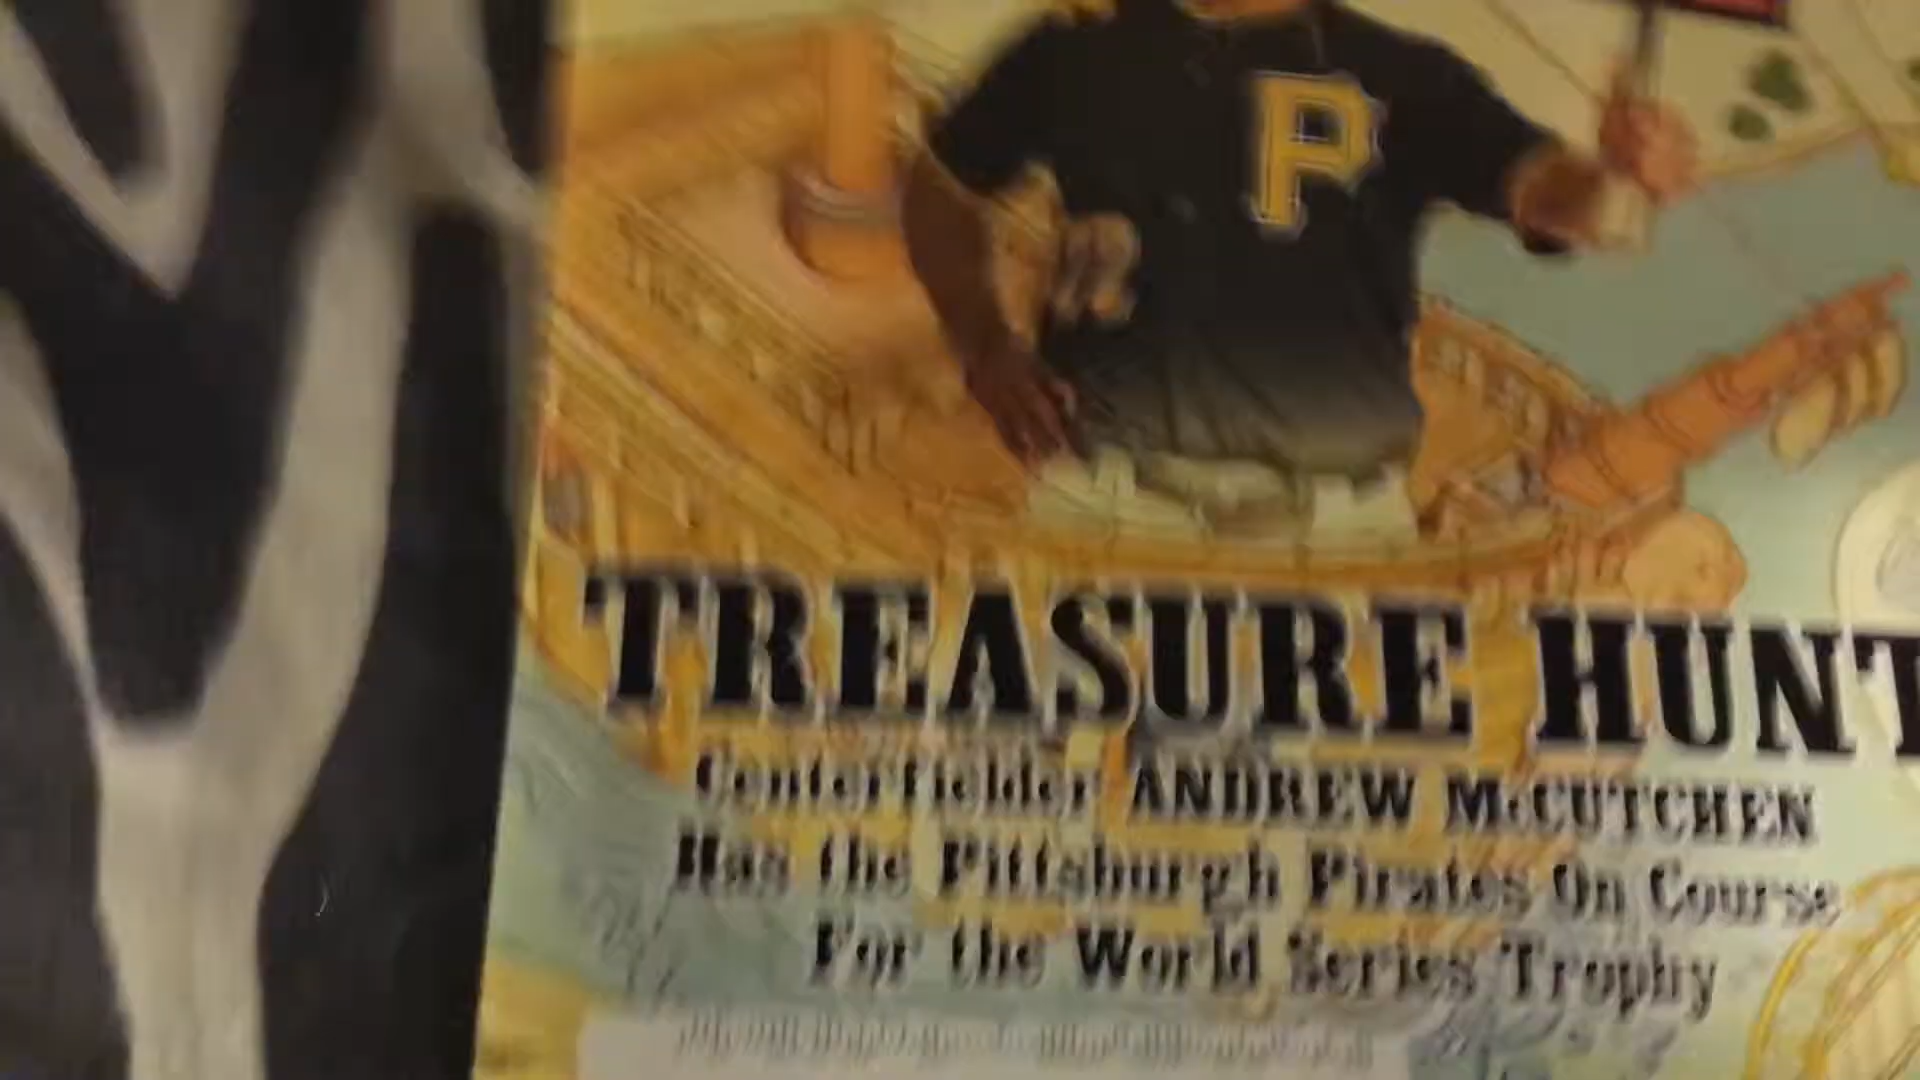 P
TREASURE HUNT
Centerfielder ANDREW McCUTCHEN
Has the Pittsburgh Pirates On Course
For the World Series Trophy